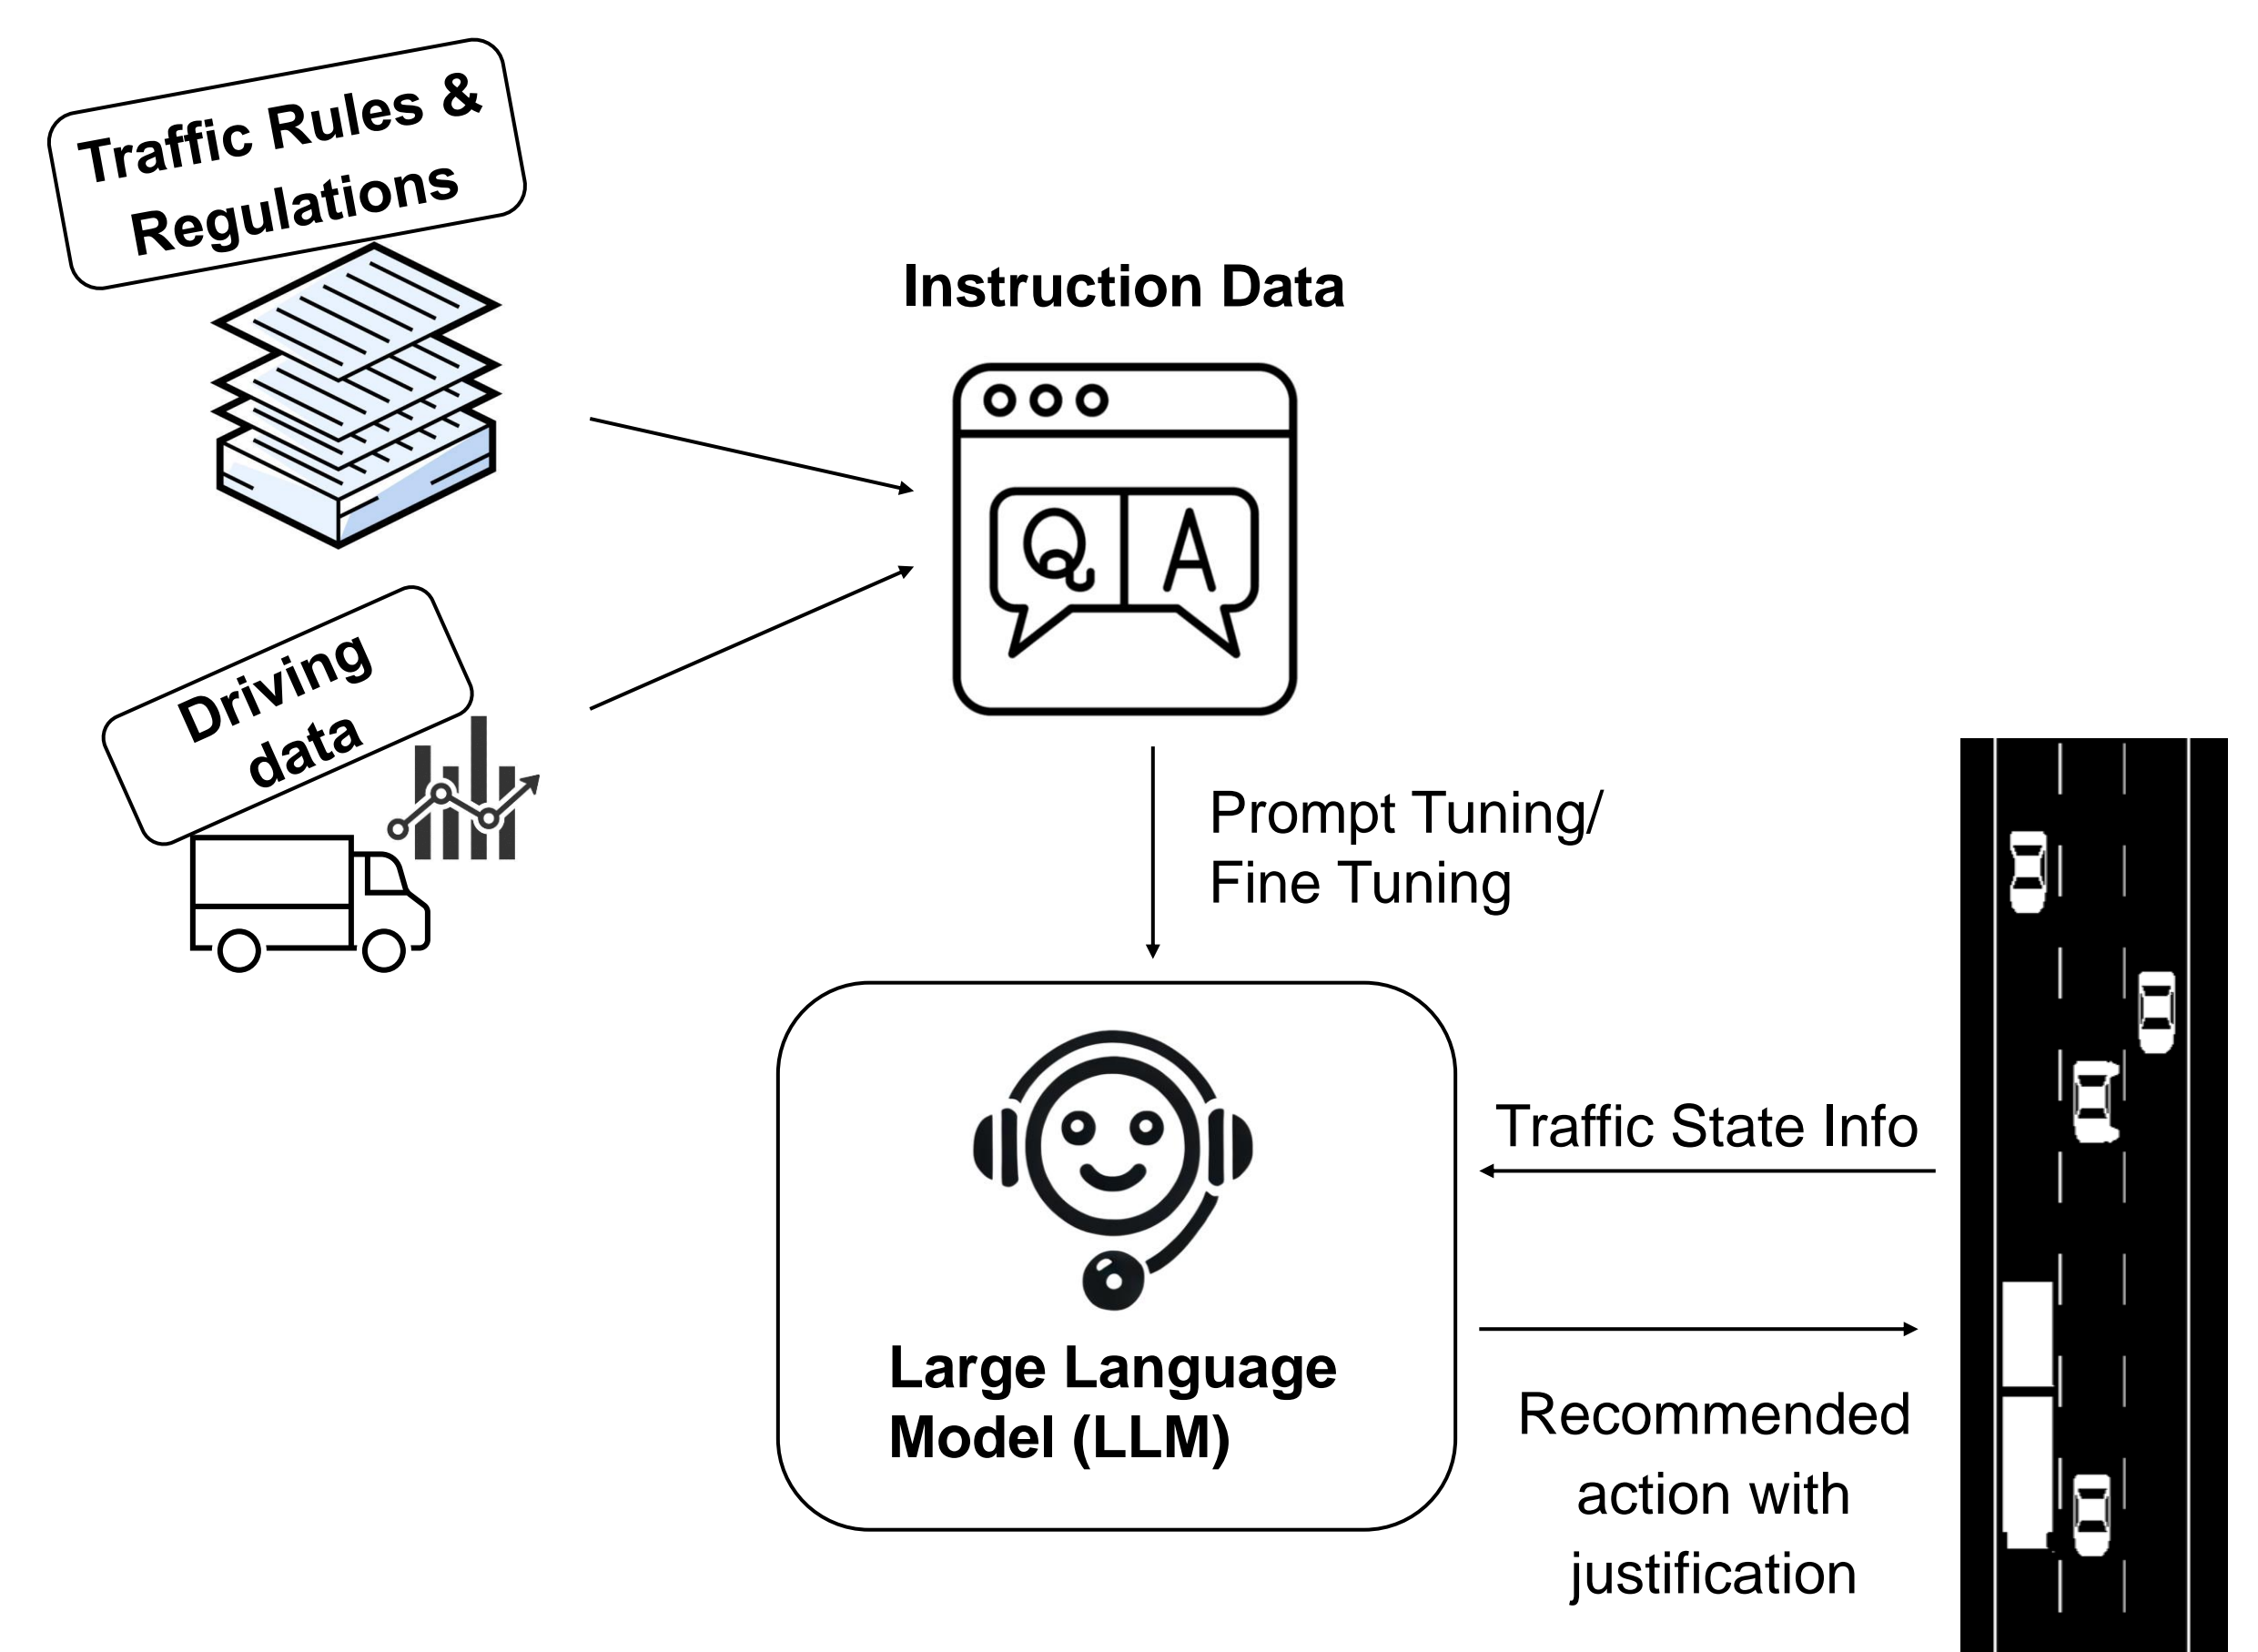 Traffic Rules &
Regulations
Instruction Data
Q A
Driving
data
Prompt Tuning/
Fine Tuning
Large Language
Model (LLM)
Traffic State Info
Recommended
action with
justification